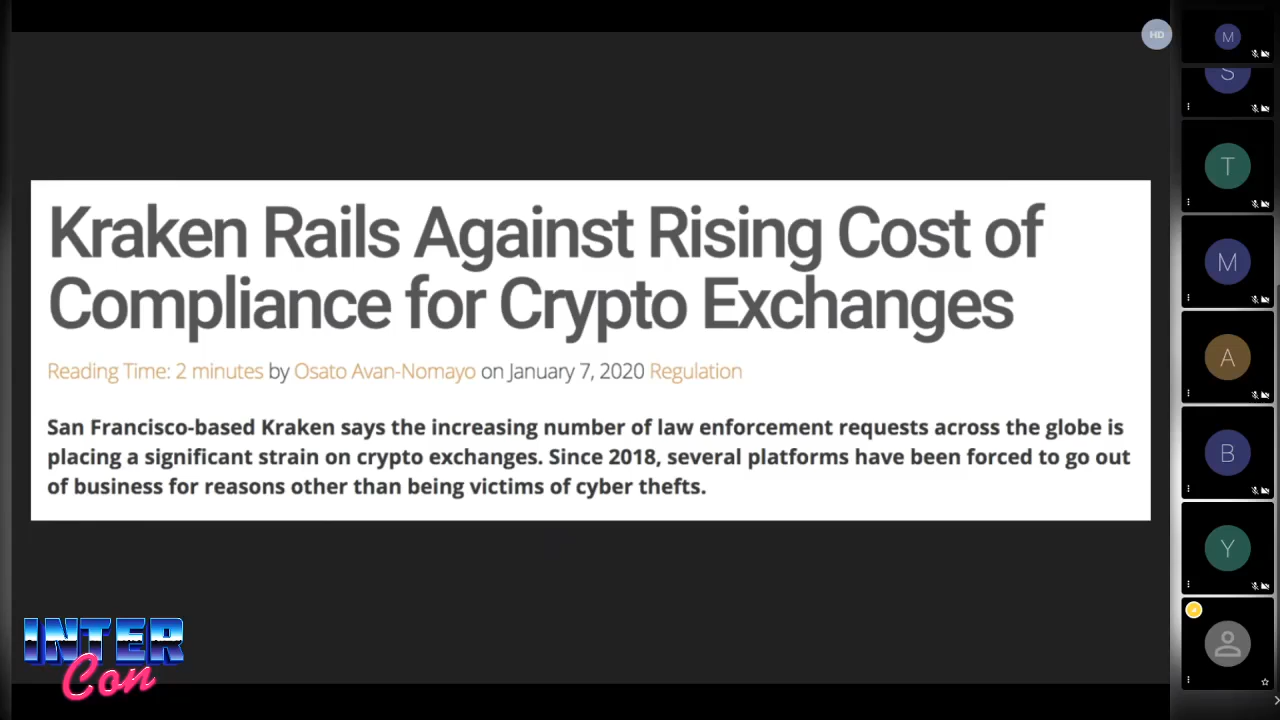 HD
M
S
T
M
A
B
Y
Kraken Rails Against Rising Cost of
Compliance for Crypto Exchanges
Reading Time: 2 minutes by Osato Avan-Nomayo on January 7, 2020 Regulation
San Francisco-based Kraken says the increasing number of law enforcement requests across the globe is
placing a significant strain on crypto exchanges. Since 2018, several platforms have been forced to go out
of business for reasons other than being victims of cyber thefts.
INTER
Con